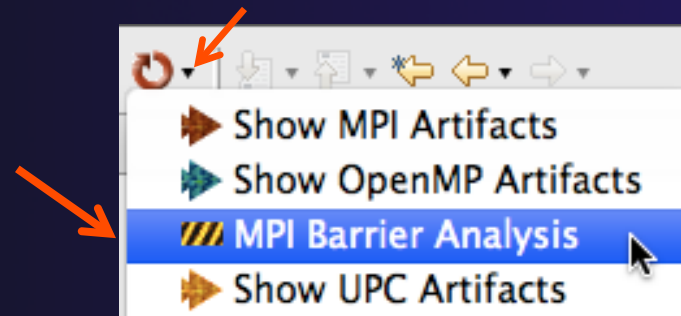 Show MPI Artifacts
Show OpenMP Artifacts
MPI Barrier Analysis
Show UPC Artifacts